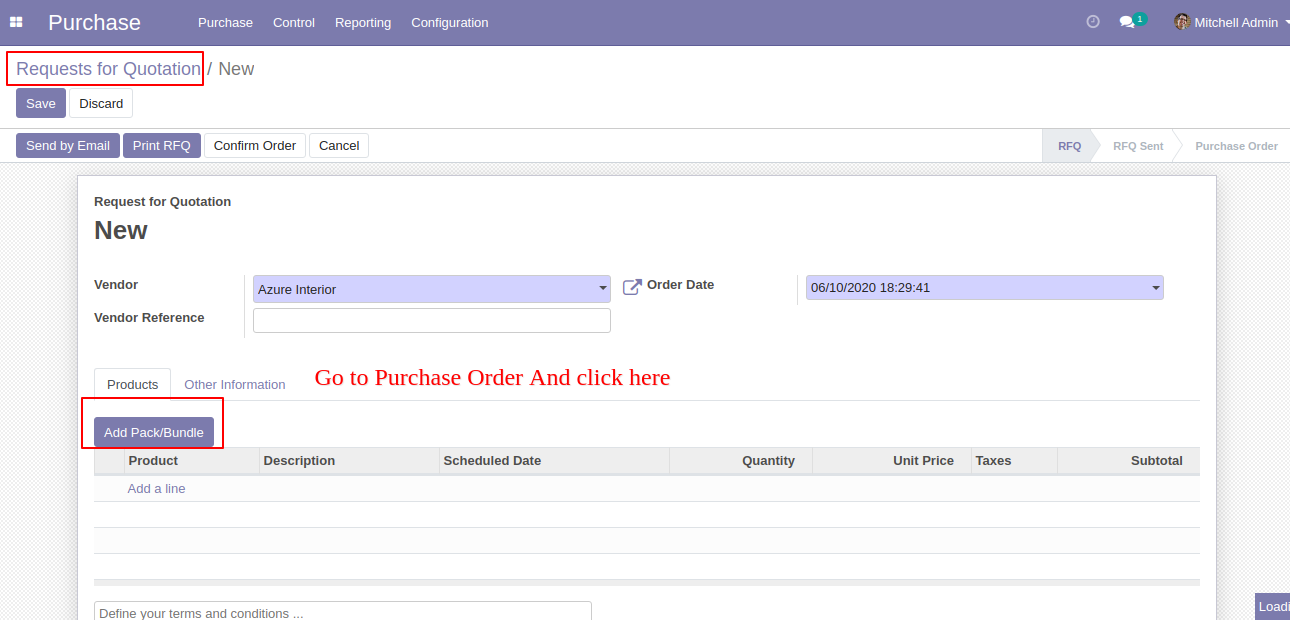 Purchase Purchase Control Reporting Configuration 1 Mitchell Admin
Requests for Quotation / New
Save Discard
Send by Email Print RFQ Confirm Order Cancel RFQ RFQ Sent Purchase Order
Request for Quotation
New
Vendor Azure Interior Order Date 06/10/2020 18:29:41
Vendor Reference
Products Other Information Go to Purchase Order And click here
Add Pack/Bundle
Product Description Scheduled Date Quantity Unit Price Taxes Subtotal
Add a line
Define your terms and conditions ...
Loadi